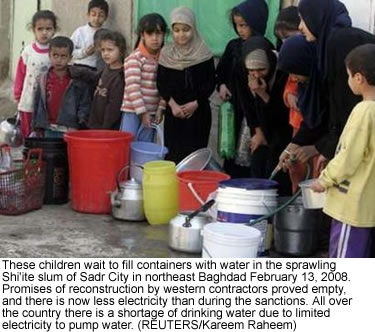 These children wait to fill containers with water in the sprawling
Shi'ite slum of Sadr City in northeast Baghdad February 13, 2008.
Promises of reconstruction by western contractors proved empty,
and there is now less electricity than during the sanctions. All over
the country there is a shortage of drinking water due to limited
electricity to pump water. (REUTERS/Kareem Raheem)